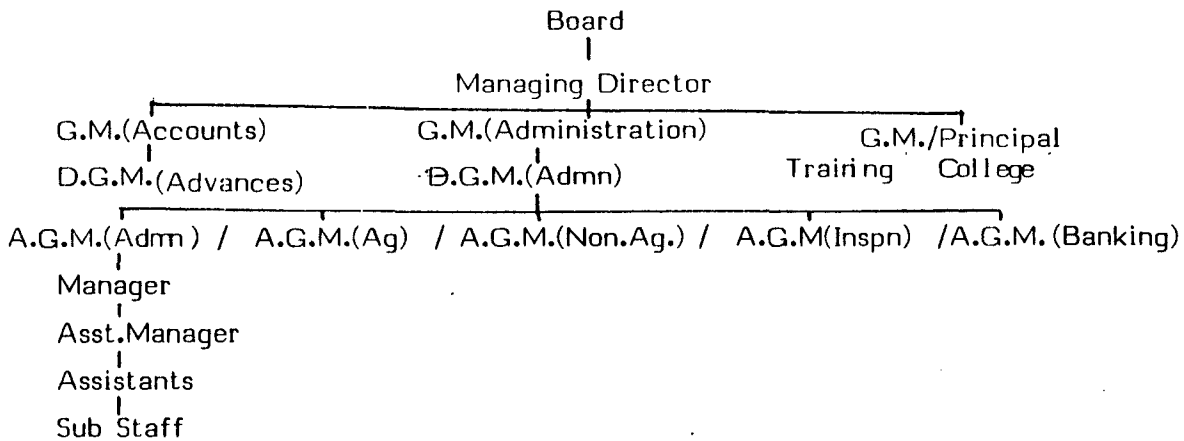 Board
Managing Director
G.M.(Accounts) G.M.(Administration) G.M./Principal
Training College
D.G.M.(Advances) D.G.M.(Admn)
A.G.M.(Admn) / A.G.M.(Ag) / A.G.M.(Non.Ag.) / A.G.M(Inspn) /A.G.M.(Banking)
Manager
Asst.Manager
Assistants
Sub Staff